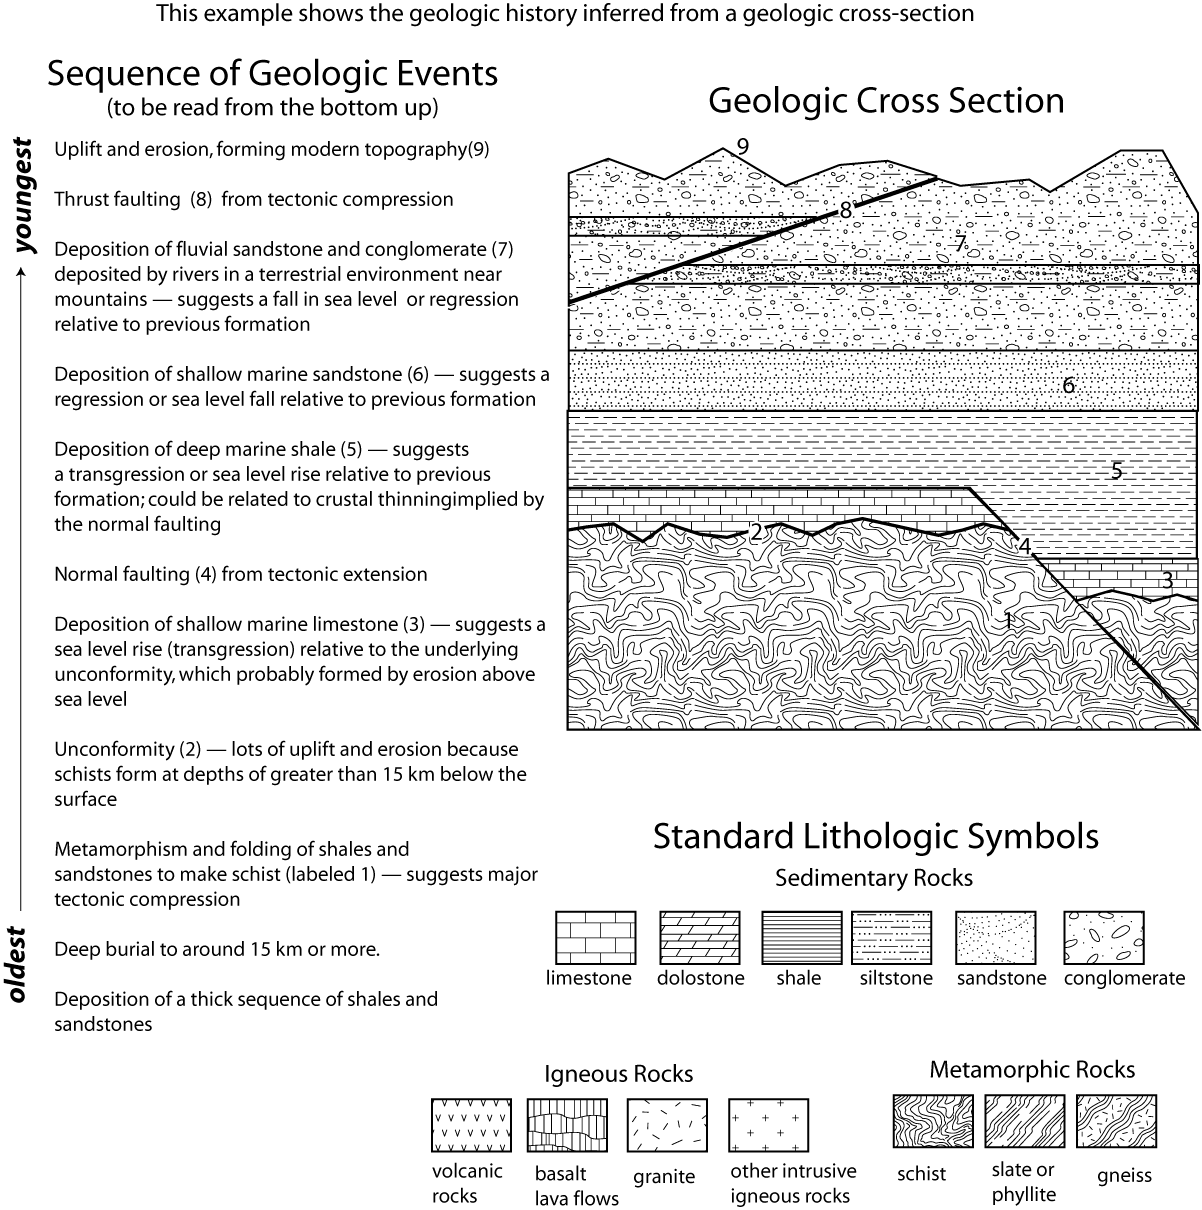 This example shows the geologic history inferred from a geologic cross-section
Sequence of Geologic Events
(to be read from the bottom up)
youngest
oldest
Uplift and erosion, forming modern topography(9)
Thrust faulting (8) from tectonic compression
Deposition of fluvial sandstone and conglomerate (7)
deposited by rivers in a terrestrial environment near
mountains — suggests a fall in sea level or regression
relative to previous formation
Deposition of shallow marine sandstone (6) — suggests a
regression or sea level fall relative to previous formation
Deposition of deep marine shale (5) — suggests
a transgression or sea level rise relative to previous
formation; could be related to crustal thinningimplied by
the normal faulting
Normal faulting (4) from tectonic extension
Deposition of shallow marine limestone (3) — suggests a
sea level rise (transgression) relative to the underlying
unconformity, which probably formed by erosion above
sea level
Unconformity (2) — lots of uplift and erosion because
schists form at depths of greater than 15 km below the
surface
Metamorphism and folding of shales and
sandstones to make schist (labeled 1) — suggests major
tectonic compression
Deep burial to around 15 km or more.
Deposition of a thick sequence of shales and
sandstones
Geologic Cross Section
9
8
7
6
5
2
4
3
1
Standard Lithologic Symbols
Sedimentary Rocks
limestone
dolostone
shale
siltstone
sandstone
conglomerate
Igneous Rocks
volcanic
rocks
basalt
lava flows
granite
other intrusive
igneous rocks
Metamorphic Rocks
schist
slate or
phyllite
gneiss